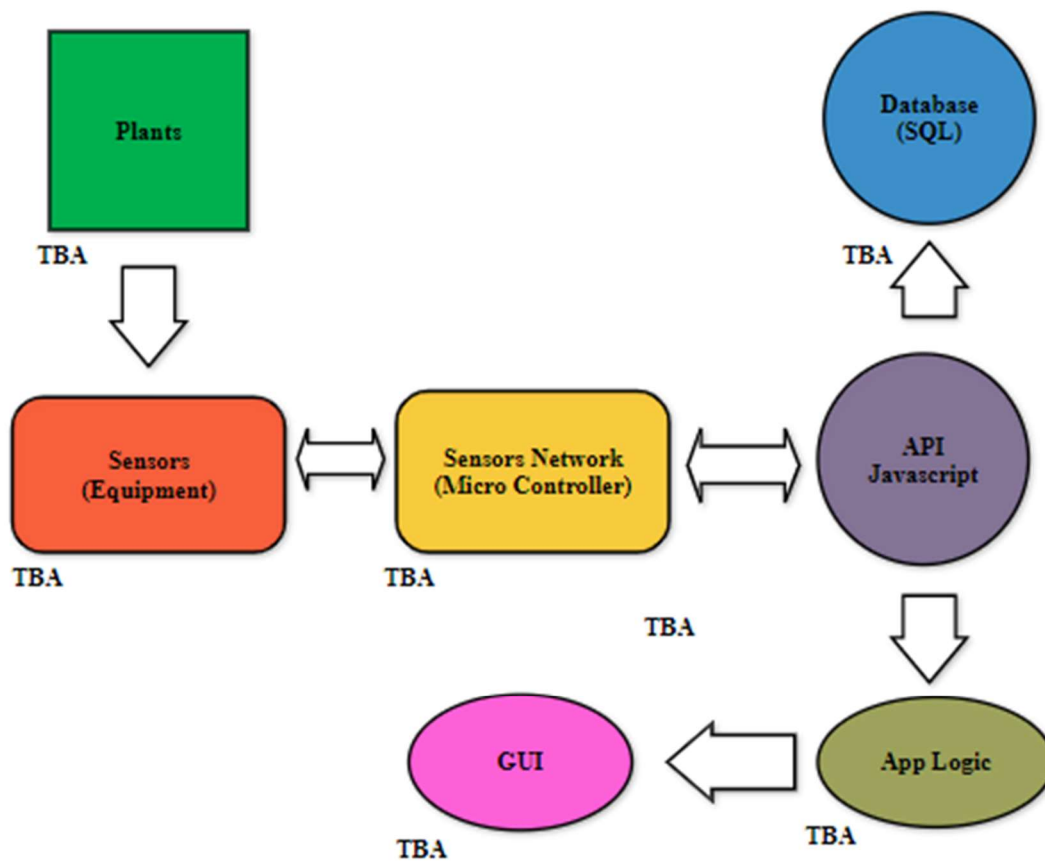 Plants
TBA
Database
(SQL)
TBA
Sensors
(Equipment)
TBA
Sensors Network
(Micro Controller)
TBA
API
Javascript
TBA
GUI
TBA
App Logic
TBA